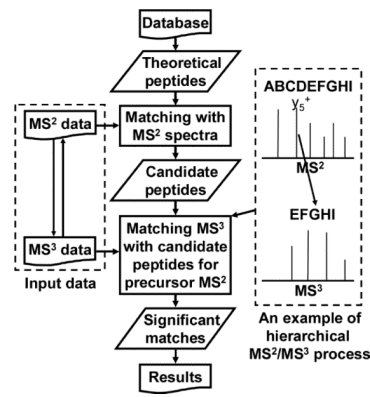 Database
Theoretical
peptides
MS² data
Matching with
MS² spectra
Candidate
peptides
MS³ data
Input data
Matching MS³
with candidate
peptides for
precursor MS²
Significant
matches
Results
ABCDEFGHI
y₅⁺
MS²
EFGHI
MS³
An example of
hierarchical
MS²/MS³ process